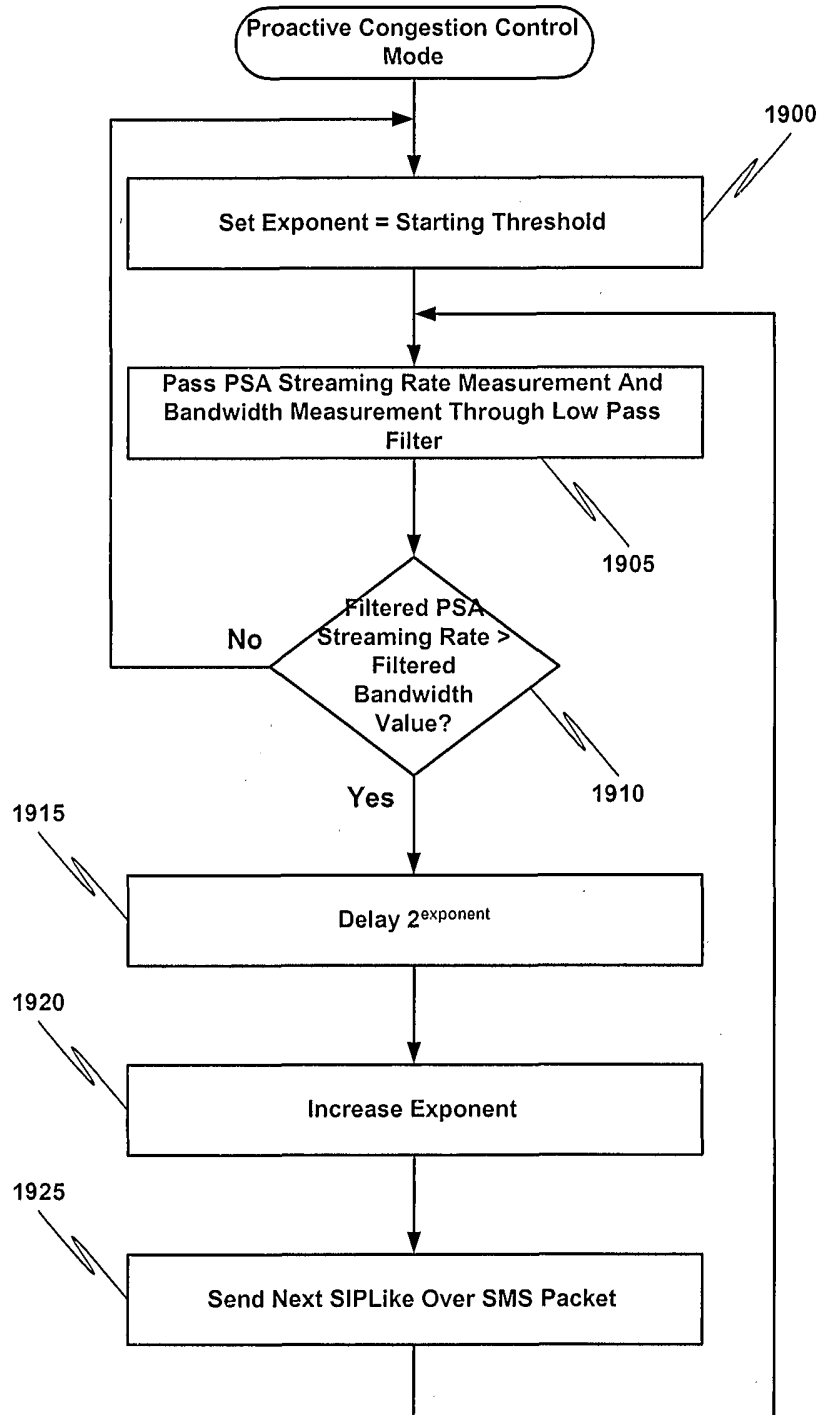 Proactive Congestion Control
Mode
1900
Set Exponent = Starting Threshold
Pass PSA Streaming Rate Measurement And
Bandwidth Measurement Through Low Pass
Filter
1905
Filtered PSA
Streaming Rate >
Filtered
Bandwidth
Value?
No
1910
Yes
1915
Delay 2^exponent
1920
Increase Exponent
1925
Send Next SIPLike Over SMS Packet